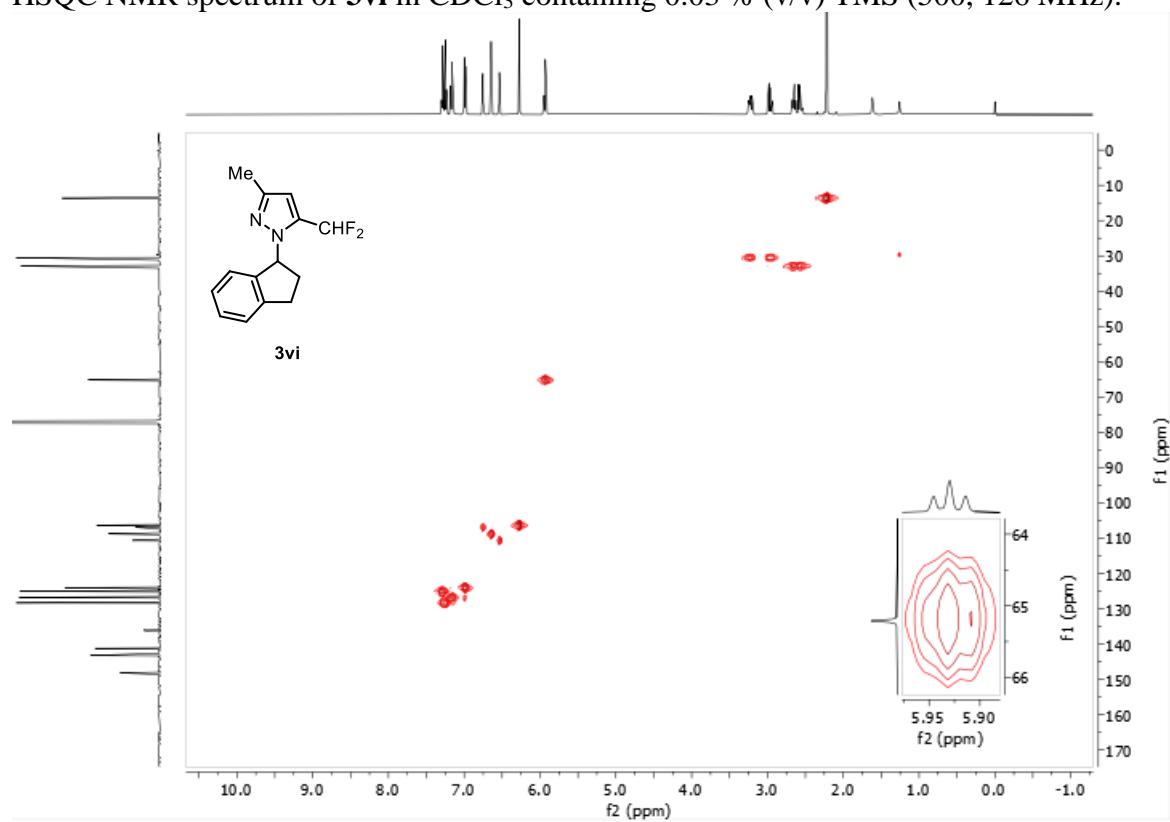 HSQC NMR spectrum of 3vi in CDCl₃ containing 0.03 % (v/v) TMS (500, 126 MHz).
Me
N
N
CHF₂
3vi
0
10
20
30
40
50
60
70
80
90
100
110
120
130
140
150
160
170
f1 (ppm)
64
65
66
f1 (ppm)
5.95 5.90
f2 (ppm)
10.0 9.0 8.0 7.0 6.0 5.0 4.0 3.0 2.0 1.0 0.0 -1.0
f2 (ppm)